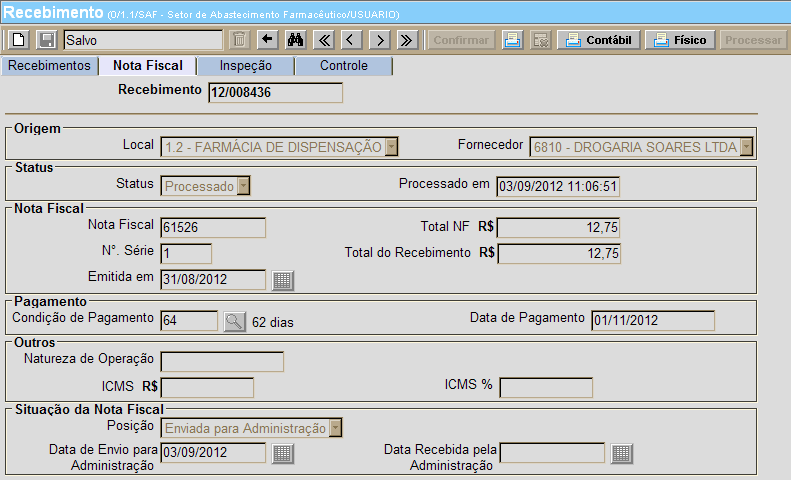 Recebimento (0/1.1/SAF - Setor de Abastecimento Farmacêutico/USUARIO)
Salvo Confirmar Contábil Físico Processar
Recebimentos Nota Fiscal Inspeção Controle
Recebimento 12/008436
Origem
Local 1.2 - FARMÁCIA DE DISPENSAÇÃO Fornecedor 6810 - DROGARIA SOARES LTDA
Status
Status Processado Processado em 03/09/2012 11:06:51
Nota Fiscal
Nota Fiscal 61526 Total NF R$ 12,75
N°. Série 1 Total do Recebimento R$ 12,75
Emitida em 31/08/2012
Pagamento
Condição de Pagamento 64 62 dias Data de Pagamento 01/11/2012
Outros
Natureza de Operação
ICMS R$ ICMS %
Situação da Nota Fiscal
Posição Enviada para Administração
Data de Envio para Administração 03/09/2012 Data Recebida pela Administração